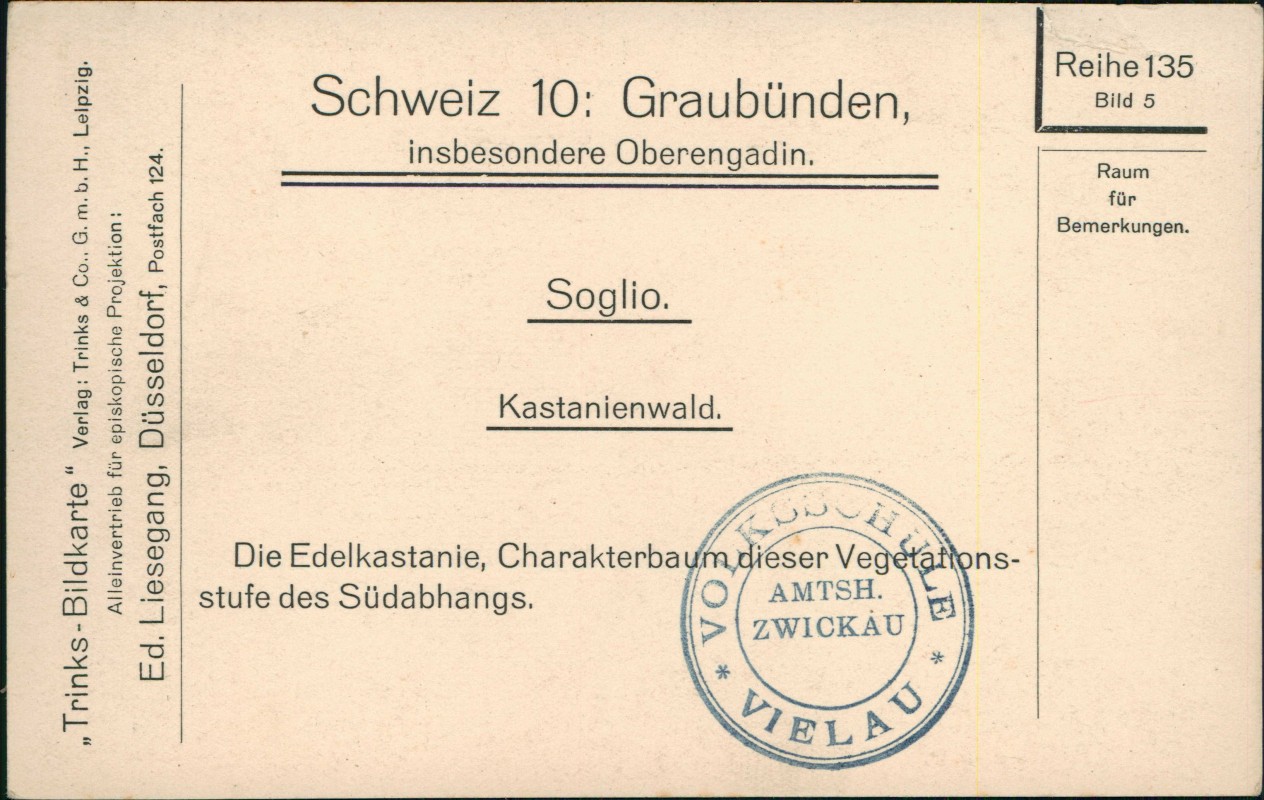 Schweiz 10: Graubünden,
insbesondere Oberengadin.
Reihe 135
Bild 5
Raum
für
Bemerkungen.
Soglio.
Kastanienwald.
Die Edelkastanie, Charakterbaum dieser Vegetations-
stufe des Südabhangs.
VOLKSSCHULE
AMTSH.
ZWICKAU
* VIELAU *
„Trinks-Bildkarte“ Verlag: Trinks & Co., G. m. b. H., Leipzig.
Alleinvertrieb für episkopische Projektion:
Ed. Liesegang, Düsseldorf, Postfach 124.